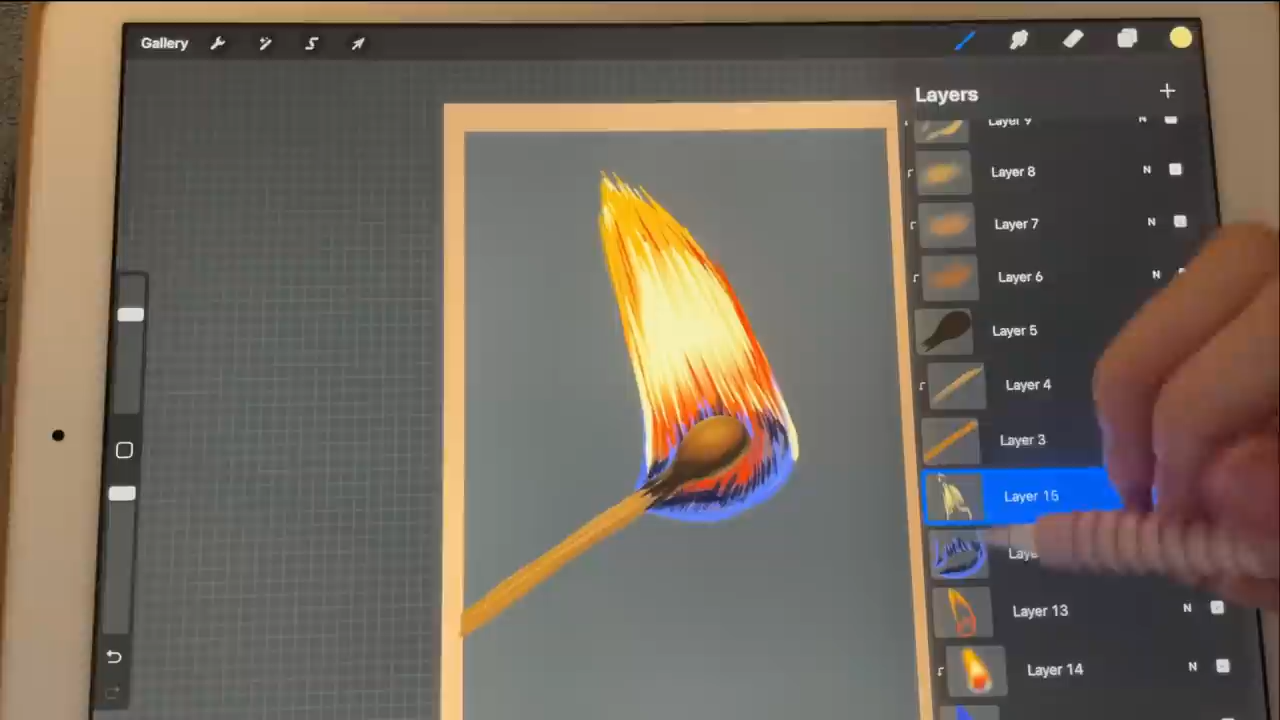 Gallery
Layers
Layer 9
N
Layer 8
N
Layer 7
N
Layer 6
N
Layer 5
Layer 4
Layer 3
Layer 15
Layer 13
N
Layer 14
N